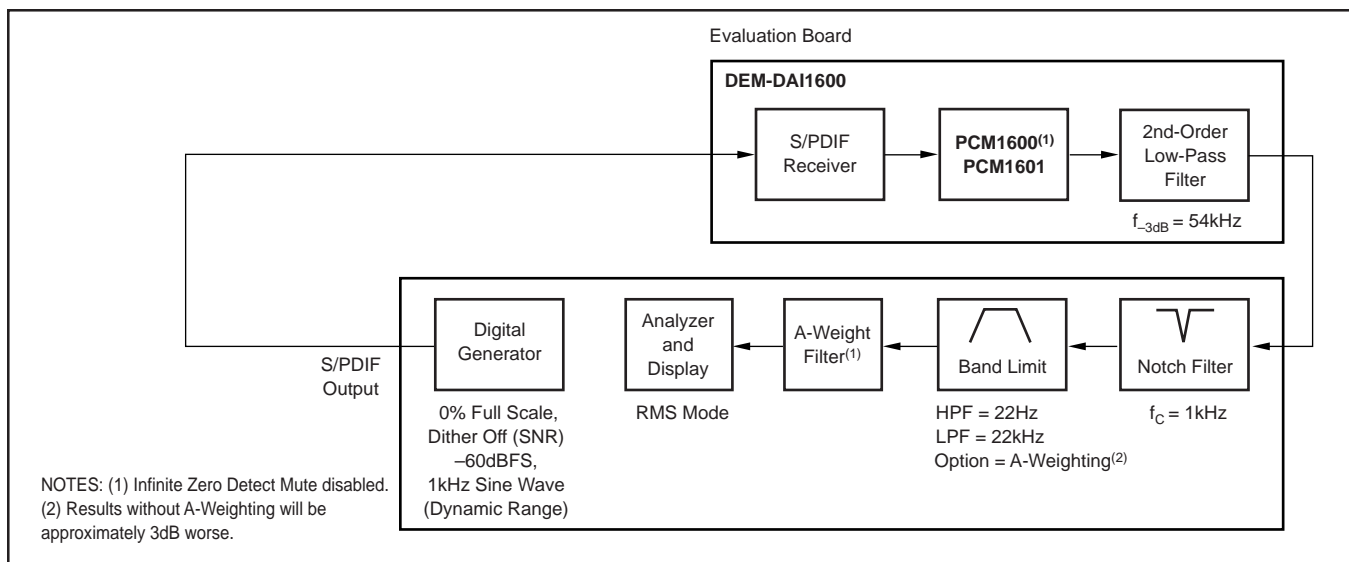 Evaluation Board
DEM-DAI1600
S/PDIF
Receiver
PCM1600(1)
PCM1601
2nd-Order
Low-Pass
Filter
f–3dB = 54kHz
S/PDIF
Output
Digital
Generator
0% Full Scale,
Dither Off (SNR)
–60dBFS,
1kHz Sine Wave
(Dynamic Range)
Analyzer
and
Display
RMS Mode
A-Weight
Filter(1)
Band Limit
HPF = 22Hz
LPF = 22kHz
Option = A-Weighting(2)
Notch Filter
fC = 1kHz
NOTES: (1) Infinite Zero Detect Mute disabled.
(2) Results without A-Weighting will be
approximately 3dB worse.